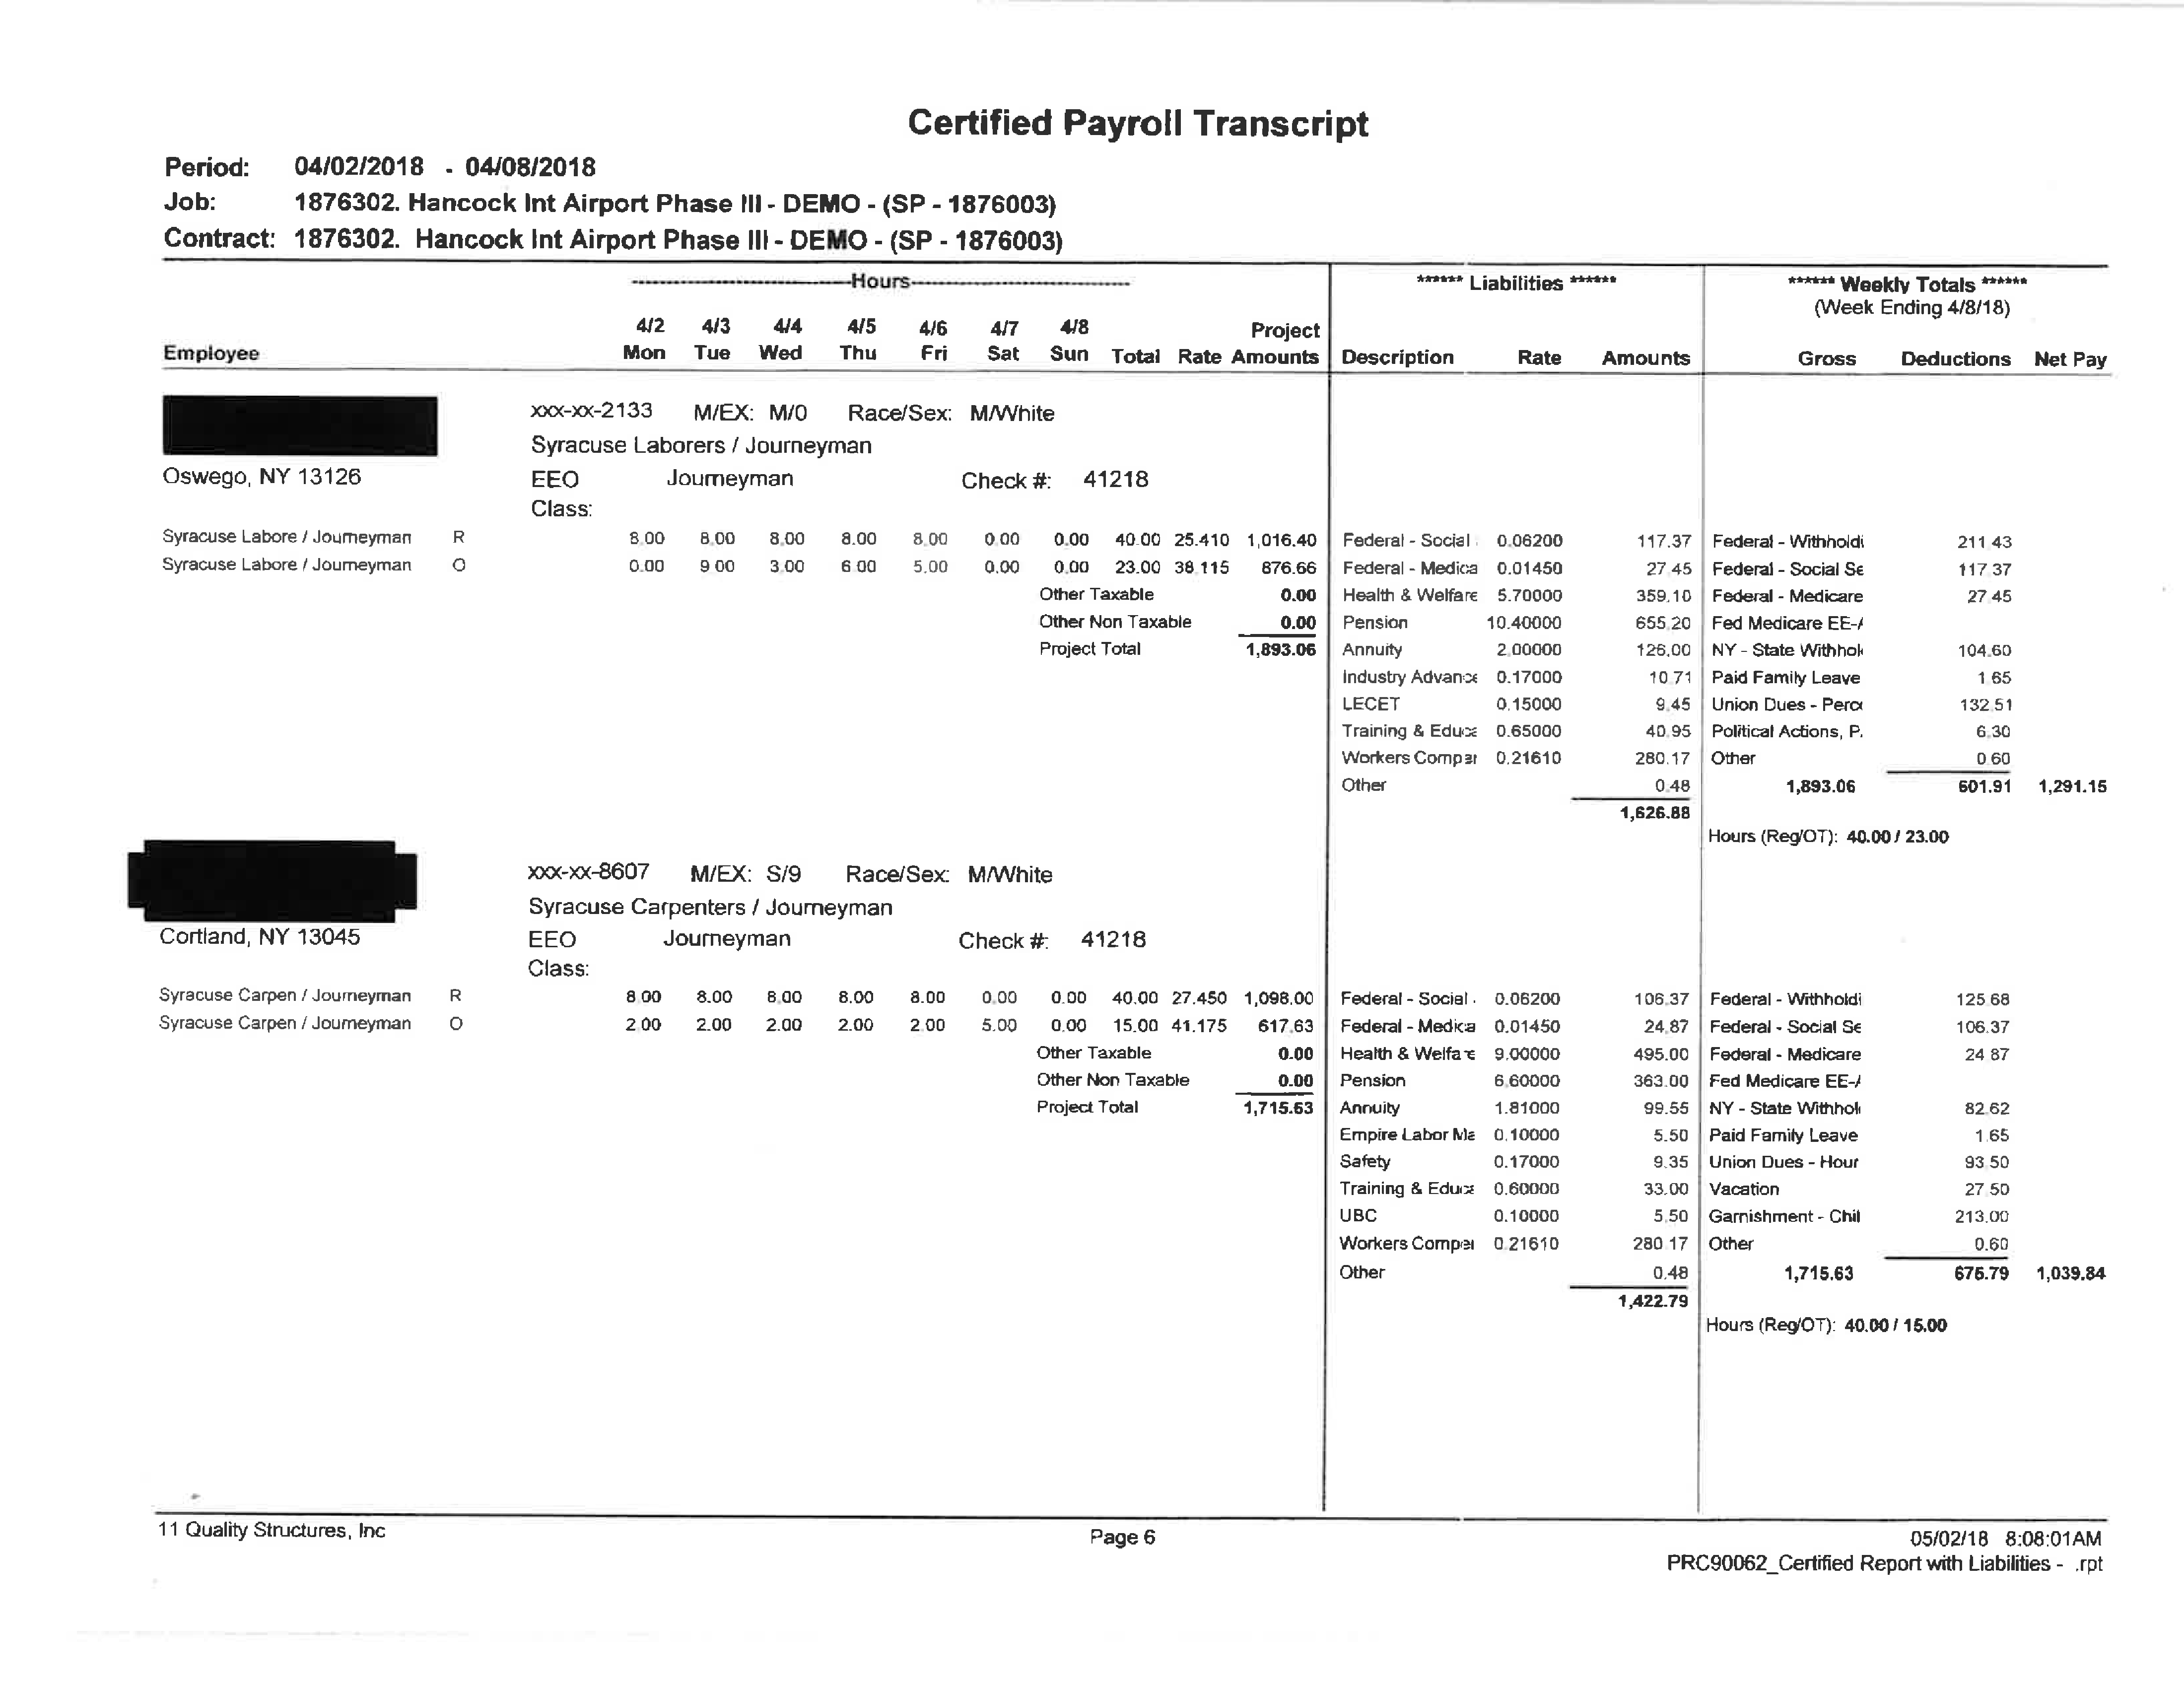 Certified Payroll Transcript
Period: 04/02/2018 - 04/08/2018
Job: 1876302. Hancock Int Airport Phase III - DEMO - (SP - 1876003)
Contract: 1876302. Hancock Int Airport Phase III - DEMO - (SP - 1876003)
Hours ****** Liabilities ****** ****** Weekly Totals ******
(Week Ending 4/8/18)
4/2 4/3 4/4 4/5 4/6 4/7 4/8 Project
Employee Mon Tue Wed Thu Fri Sat Sun Total Rate Amounts Description Rate Amounts Gross Deductions Net Pay
xxx-xx-2133 M/EX: M/0 Race/Sex: M/White
Syracuse Laborers / Journeyman
Oswego, NY 13126 EEO Journeyman Check #: 41218
Class:
Syracuse Labore / Journeyman R 8.00 8.00 8.00 8.00 8.00 0.00 0.00 40.00 25.410 1,016.40 Federal - Social 0.06200 117.37 Federal - Withholdi 211.43
Syracuse Labore / Journeyman O 0.00 9.00 3.00 6.00 5.00 0.00 0.00 23.00 38.115 876.66 Federal - Medica 0.01450 27.45 Federal - Social Se 117.37
Other Taxable 0.00 Health & Welfare 5.70000 359.10 Federal - Medicare 27.45
Other Non Taxable 0.00 Pension 10.40000 655.20 Fed Medicare EE-A
Project Total 1,893.06 Annuity 2.00000 126.00 NY - State Withhol 104.60
Industry Advance 0.17000 10.71 Paid Family Leave 1.65
LECET 0.15000 9.45 Union Dues - Perce 132.51
Training & Educa 0.65000 40.95 Political Actions, P. 6.30
Workers Compen 0.21610 280.17 Other 0.60
Other 0.48 1,893.06 601.91 1,291.15
1,626.88
Hours (Reg/OT): 40.00 / 23.00
xxx-xx-8607 M/EX: S/9 Race/Sex: M/White
Syracuse Carpenters / Journeyman
Cortland, NY 13045 EEO Journeyman Check #: 41218
Class:
Syracuse Carpen / Journeyman R 8.00 8.00 8.00 8.00 8.00 0.00 0.00 40.00 27.450 1,098.00 Federal - Social 0.06200 106.37 Federal - Withholdi 125.68
Syracuse Carpen / Journeyman O 2.00 2.00 2.00 2.00 2.00 5.00 0.00 15.00 41.175 617.63 Federal - Medica 0.01450 24.87 Federal - Social Se 106.37
Other Taxable 0.00 Health & Welfare 9.00000 495.00 Federal - Medicare 24.87
Other Non Taxable 0.00 Pension 6.60000 363.00 Fed Medicare EE-A
Project Total 1,715.63 Annuity 1.81000 99.55 NY - State Withhol 82.62
Empire Labor Ma 0.10000 5.50 Paid Family Leave 1.65
Safety 0.17000 9.35 Union Dues - Hour 93.50
Training & Educa 0.60000 33.00 Vacation 27.50
UBC 0.10000 5.50 Garnishment - Chil 213.00
Workers Compen 0.21610 280.17 Other 0.60
Other 0.48 1,715.63 675.79 1,039.84
1,422.79
Hours (Reg/OT): 40.00 / 15.00
11 Quality Structures, Inc Page 6 05/02/18 8:08:01AM
PRC90062_Certified Report with Liabilities - .rpt